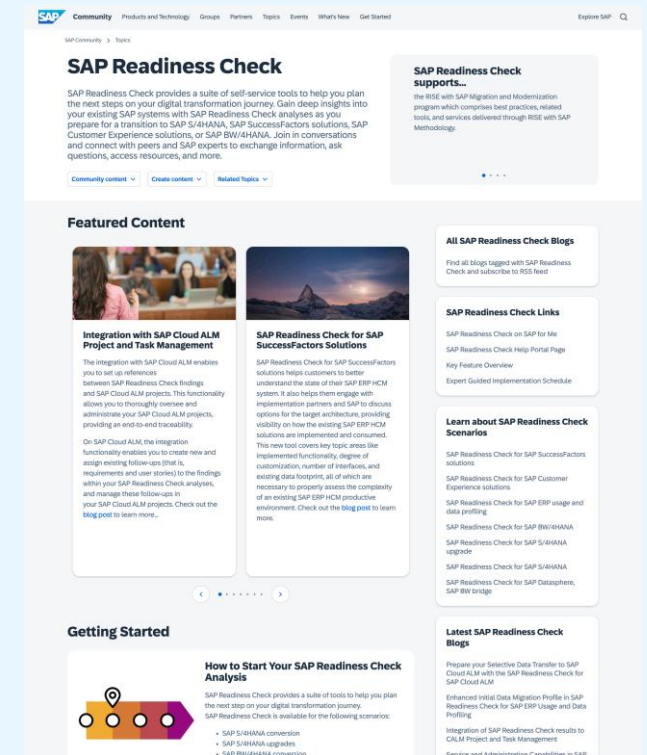 SAP Community Products and Technology Groups Partners Topics Events What's New Get Started Explore SAP
SAP Community > Topics
SAP Readiness Check
SAP Readiness Check provides a suite of self-service tools to help you plan
the next steps on your digital transformation journey. Gain deep insights into
your existing SAP systems with SAP Readiness Check analyses as you
prepare for a transition to SAP S/4HANA, SAP SuccessFactors solutions, SAP
Customer Experience solutions, or SAP BW/4HANA. Join in conversations
and connect with peers and SAP experts to exchange information, ask
questions, access resources, and more.
Community content
Create content
Related Topics
SAP Readiness Check
supports...
the RISE with SAP Migration and Modernization
program which comprises best practices, related
tools, and services delivered through RISE with SAP
Methodology.
Featured Content
Integration with SAP Cloud ALM
Project and Task Management
The integration with SAP Cloud ALM enables
you to set up references
between SAP Readiness Check findings
and SAP Cloud ALM projects. This functionality
allows you to thoroughly oversee and
administrate your SAP Cloud ALM projects,
providing an end-to-end traceability.
On SAP Cloud ALM, the integration
functionality enables you to create new and
assign existing follow-ups (that is,
requirements and user stories) to the findings
within your SAP Readiness Check analyses,
and manage these follow-ups in
your SAP Cloud ALM projects. Check out the
blog post to learn more...
SAP Readiness Check for SAP
SuccessFactors Solutions
SAP Readiness Check for SAP SuccessFactors
solutions helps customers to better
understand the state of their SAP ERP HCM
system. It also helps them engage with
implementation partners and SAP to discuss
options for the target architecture, providing
visibility on how the existing SAP ERP HCM
solutions are implemented and consumed.
This new tool covers key topic areas like
implemented functionality, degree of
customization, number of interfaces, and
existing data footprint, all of which are
necessary to properly assess the complexity
of an existing SAP ERP HCM productive
environment. Check out the blog post to learn
more.
All SAP Readiness Check Blogs
Find all blogs tagged with SAP Readiness
Check and subscribe to RSS feed
SAP Readiness Check Links
SAP Readiness Check on SAP for Me
SAP Readiness Check Help Portal Page
Key Feature Overview
Expert Guided Implementation Schedule
Learn about SAP Readiness Check
Scenarios
SAP Readiness Check for SAP SuccessFactors
solutions
SAP Readiness Check for SAP Customer
Experience solutions
SAP Readiness Check for SAP ERP usage and
data profiling
SAP Readiness Check for SAP BW/4HANA
SAP Readiness Check for SAP S/4HANA
upgrade
SAP Readiness Check for SAP S/4HANA
SAP Readiness Check for SAP Datasphere,
SAP BW bridge
Getting Started
How to Start Your SAP Readiness Check
Analysis
SAP Readiness Check provides a suite of tools to help you plan
the next step on your digital transformation journey.
SAP Readiness Check is available for the following scenarios:
• SAP S/4HANA conversion
• SAP S/4HANA upgrades
• SAP BW/4HANA conversion
Latest SAP Readiness Check
Blogs
Prepare your Selective Data Transfer to SAP
Cloud ALM with the SAP Readiness Check for
SAP Cloud ALM
Enhanced Initial Data Migration Profile in SAP
Readiness Check for SAP ERP Usage and Data
Profiling
Integration of SAP Readiness Check results to
CALM Project and Task Management
Service and Administration Capabilities in SAP